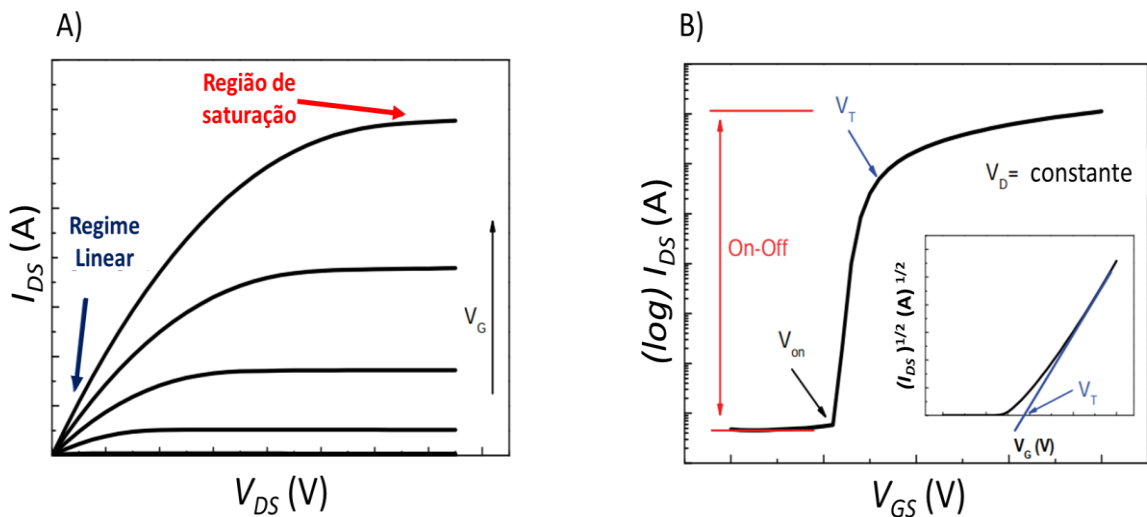 A)
Região de
saturação
Regime
Linear
I_DS (A)
V_G
V_DS (V)
B)
V_T
V_D= constante
On-Off
V_on
(log) I_DS (A)
(I_DS )^1/2 (A) ^1/2
V_T
V_G (V)
V_GS (V)